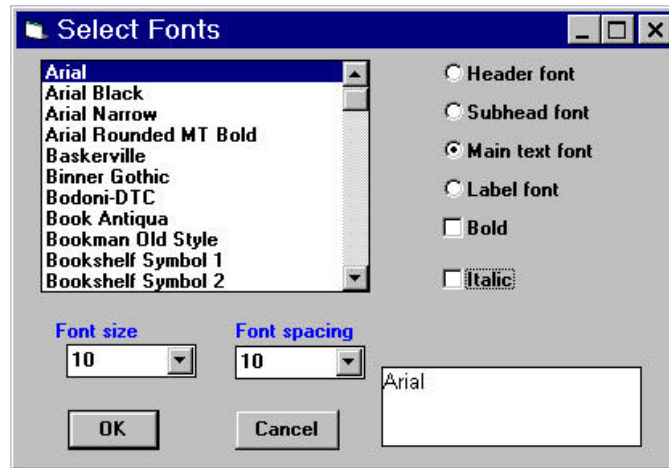 Select Fonts
Arial
Arial Black
Arial Narrow
Arial Rounded MT Bold
Baskerville
Binner Gothic
Bodoni-DTC
Book Antiqua
Bookman Old Style
Bookshelf Symbol 1
Bookshelf Symbol 2
Header font
Subhead font
Main text font
Label font
Bold
Italic
Font size
Font spacing
10
10
Arial
OK
Cancel